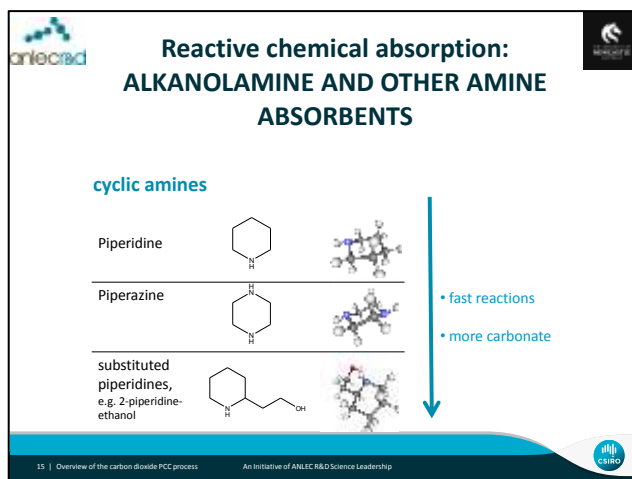 anlecr&d
Reactive chemical absorption:
ALKANOLAMINE AND OTHER AMINE
ABSORBENTS
cyclic amines
Piperidine
N
H
Piperazine
H
N
N
H
• fast reactions
• more carbonate
substituted
piperidines,
e.g. 2-piperidine-
ethanol
N
H
OH
15 | Overview of the carbon dioxide PCC process
An Initiative of ANLEC R&D Science Leadership
CSIRO